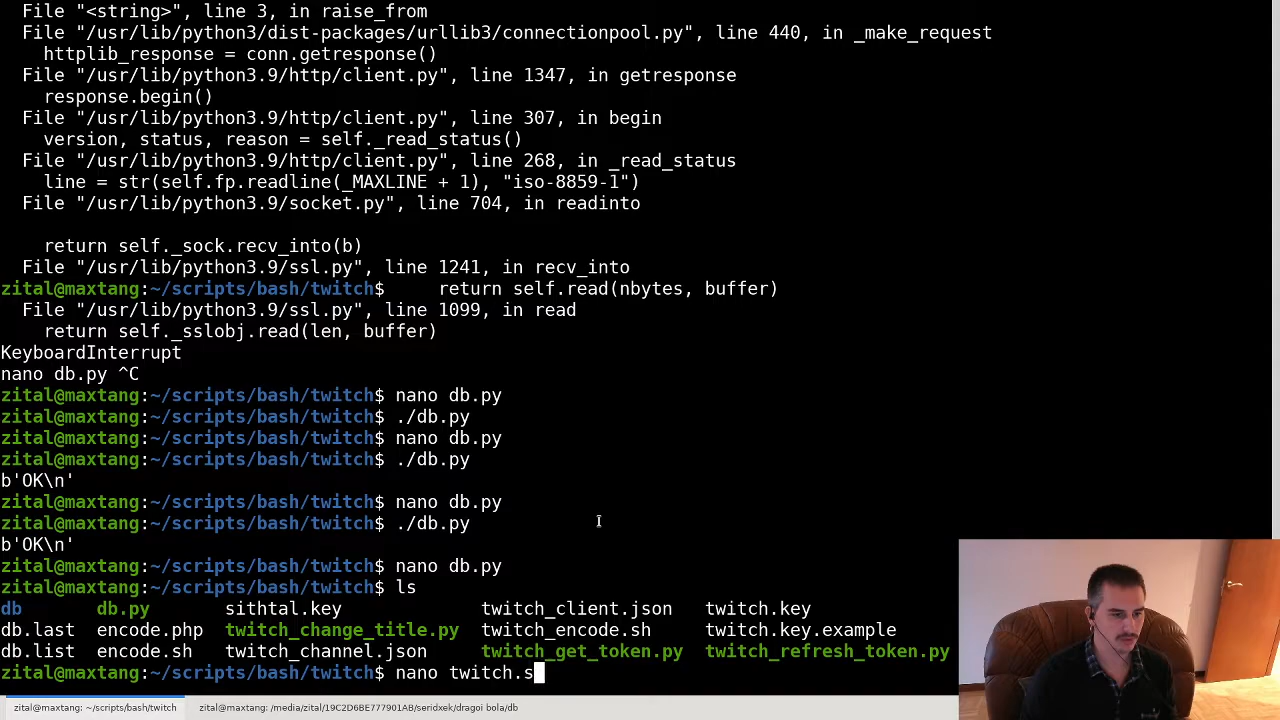 File "<string>", line 3, in raise_from
File "/usr/lib/python3/dist-packages/urllib3/connectionpool.py", line 440, in _make_request
httplib_response = conn.getresponse()
File "/usr/lib/python3.9/http/client.py", line 1347, in getresponse
response.begin()
File "/usr/lib/python3.9/http/client.py", line 307, in begin
version, status, reason = self._read_status()
File "/usr/lib/python3.9/http/client.py", line 268, in _read_status
line = str(self.fp.readline(_MAXLINE + 1), "iso-8859-1")
File "/usr/lib/python3.9/socket.py", line 704, in readinto
return self._sock.recv_into(b)
File "/usr/lib/python3.9/ssl.py", line 1241, in recv_into
zital@maxtang:~/scripts/bash/twitch$     return self.read(nbytes, buffer)
File "/usr/lib/python3.9/ssl.py", line 1099, in read
return self._sslobj.read(len, buffer)
KeyboardInterrupt
nano db.py ^C
zital@maxtang:~/scripts/bash/twitch$ nano db.py
zital@maxtang:~/scripts/bash/twitch$ ./db.py
zital@maxtang:~/scripts/bash/twitch$ nano db.py
zital@maxtang:~/scripts/bash/twitch$ ./db.py
b'OK\n'
zital@maxtang:~/scripts/bash/twitch$ nano db.py
zital@maxtang:~/scripts/bash/twitch$ ./db.py
b'OK\n'
zital@maxtang:~/scripts/bash/twitch$ nano db.py
zital@maxtang:~/scripts/bash/twitch$ ls
db db.py sithtal.key twitch_client.json twitch.key
db.last encode.php twitch_change_title.py twitch_encode.sh twitch.key.example
db.list encode.sh twitch_channel.json twitch_get_token.py twitch_refresh_token.py
zital@maxtang:~/scripts/bash/twitch$ nano twitch.s
zital@maxtang: ~/scripts/bash/twitch zital@maxtang: /media/zital/19C2D6BE777901AB/seridxek/dragoi bola/db